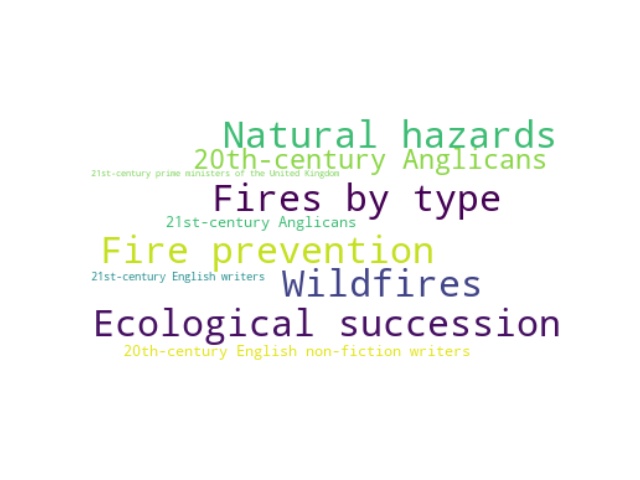 Natural hazards
20th-century Anglicans
21st-century prime ministers of the United Kingdom
Fires by type
21st-century Anglicans
Fire prevention
21st-century English writers
Wildfires
Ecological succession
20th-century English non-fiction writers